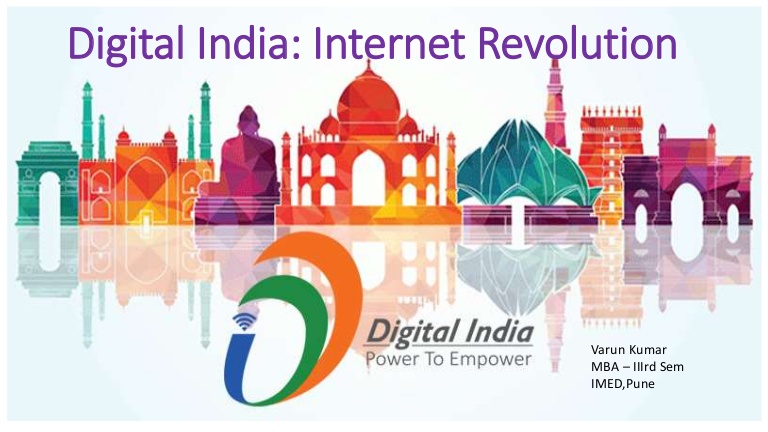 Digital India: Internet Revolution
Digital India
Power To Empower
Varun Kumar
MBA – IIIrd Sem
IMED,Pune